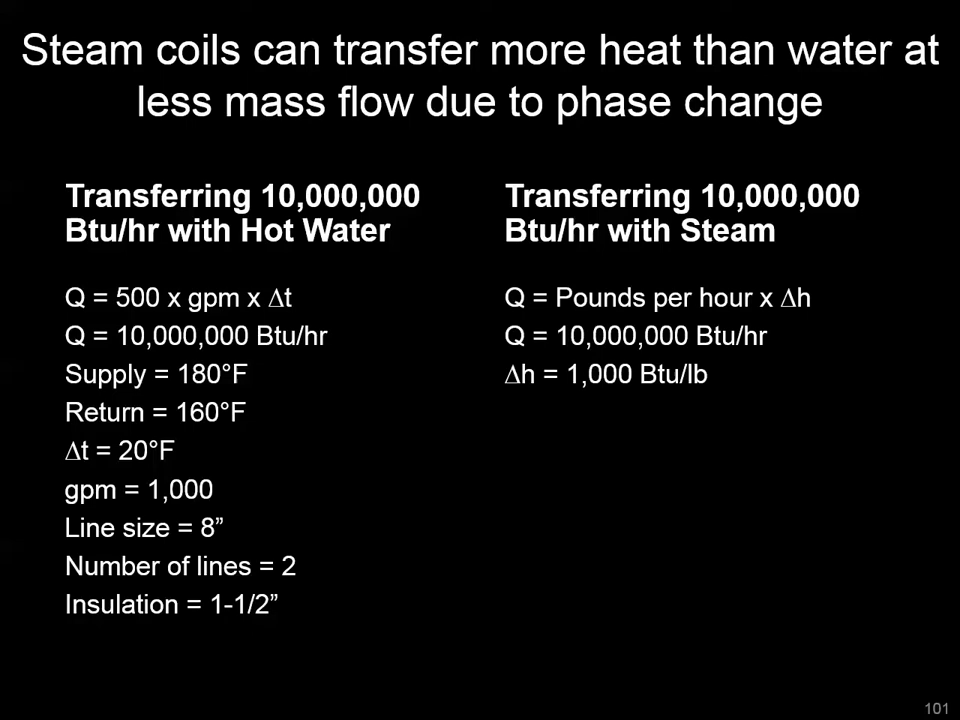 Steam coils can transfer more heat than water at
less mass flow due to phase change
Transferring 10,000,000
Btu/hr with Hot Water
Q = 500 x gpm x ∆t
Q = 10,000,000 Btu/hr
Supply = 180°F
Return = 160°F
∆t = 20°F
gpm = 1,000
Line size = 8”
Number of lines = 2
Insulation = 1-1/2”
Transferring 10,000,000
Btu/hr with Steam
Q = Pounds per hour x ∆h
Q = 10,000,000 Btu/hr
∆h = 1,000 Btu/lb
101